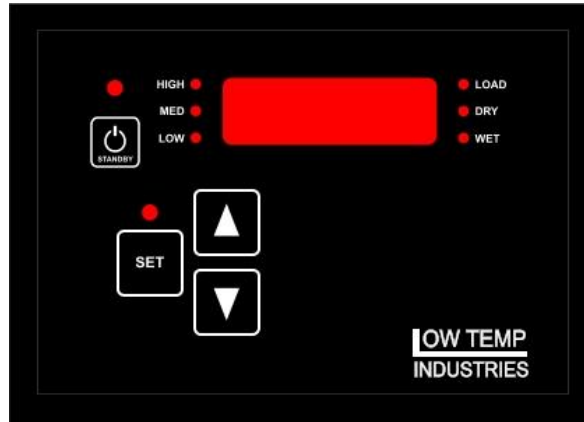 HIGH
LOAD
MED
DRY
LOW
WET
STANDBY
SET
LOW TEMP
INDUSTRIES